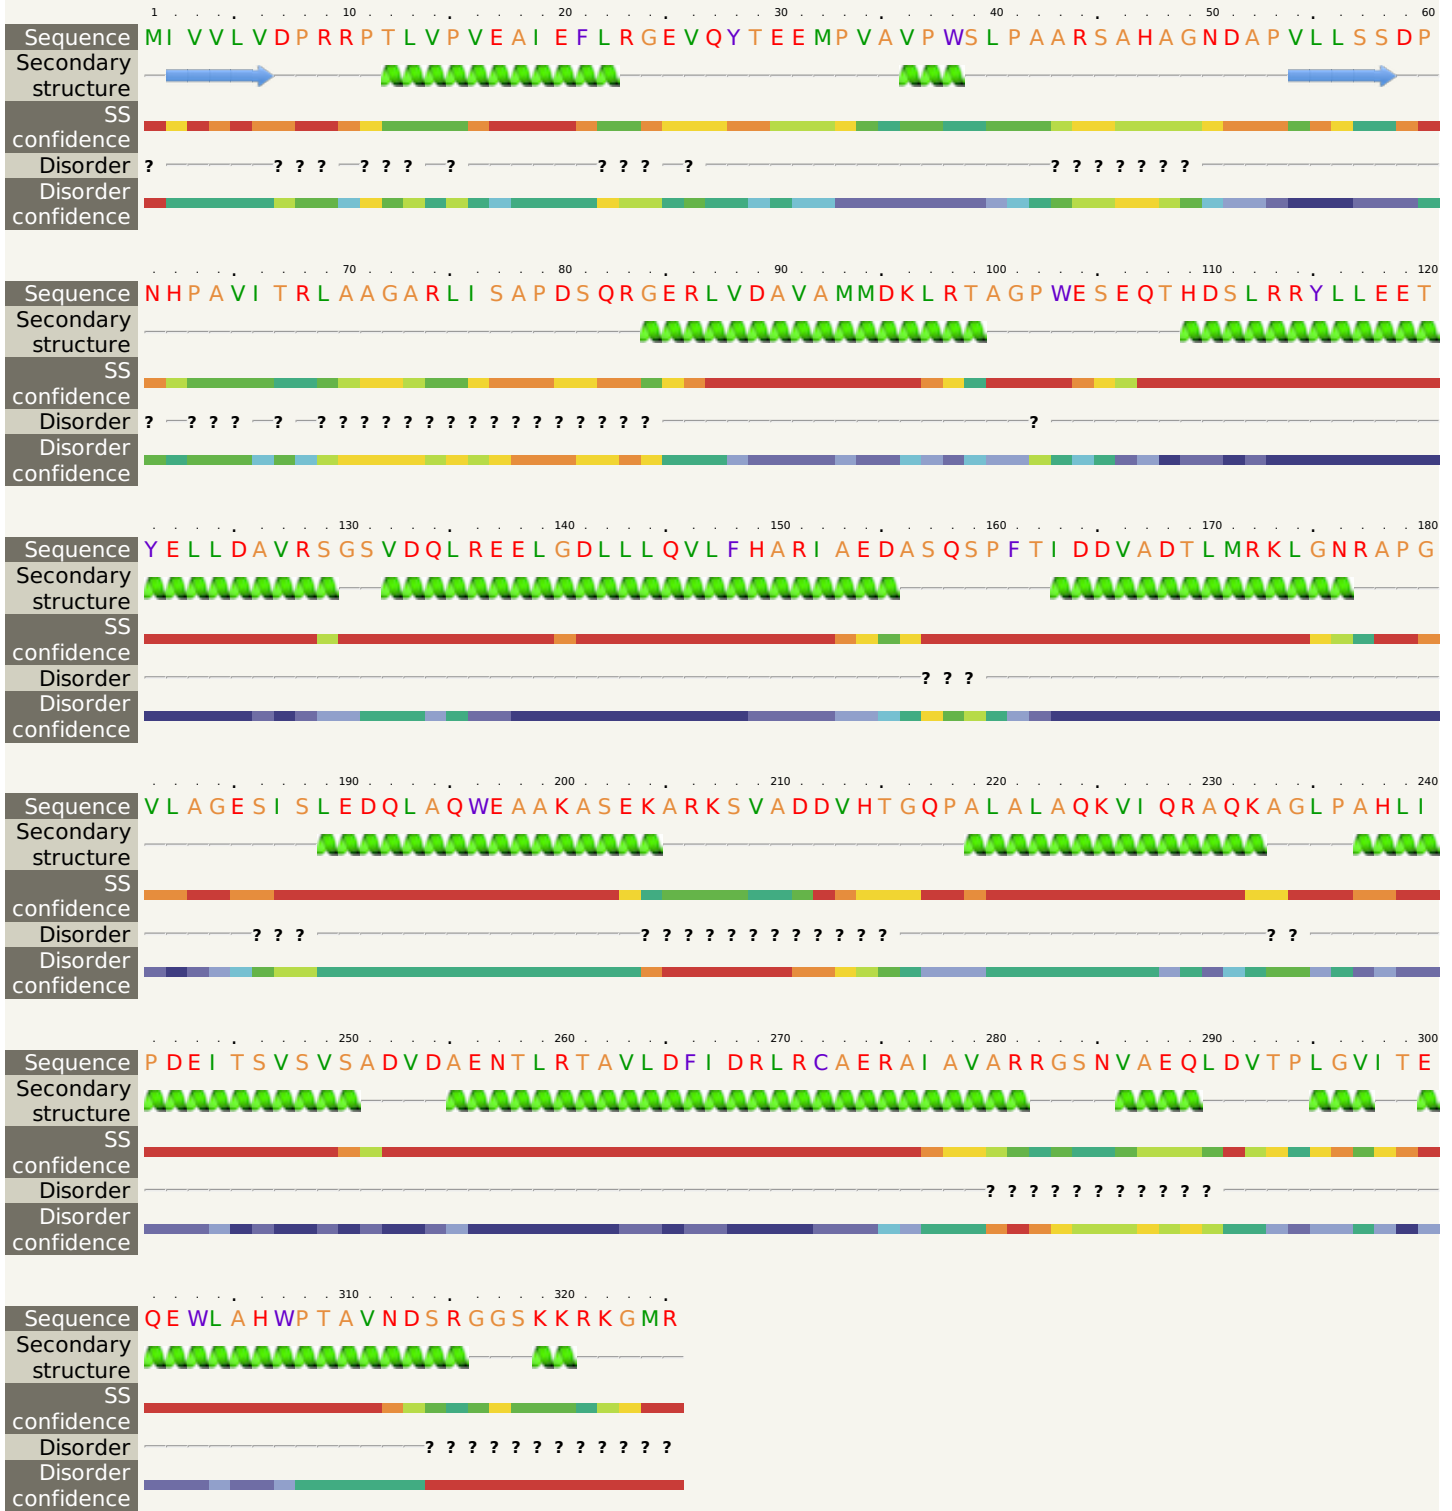 1 10 20 30 40 50 60
Sequence MIVVLVDPRRPTLVPVEAIEFLRGEVQYTEEMPVAVPWSLPAARSAHAGNDAPVLLSSDP
Secondary
structure
SS
confidence
Disorder ? ? ? ? ? ? ? ? ? ? ? ? ? ? ? ? ? ? ?
Disorder
confidence
70 80 90 100 110 120
Sequence NHPAVITRLAAGARLISAPDSQRGERLVDAVAMMDKLRTAGPWESEQTHDSLRRYLLEET
Secondary
structure
SS
confidence
Disorder ? ? ? ? ? ? ? ? ? ? ? ? ? ? ? ? ? ? ? ? ? ?
Disorder
confidence
130 140 150 160 170 180
Sequence YELLDAVRSGSVDQLREELGDLLLQVLFHARIAEDASQSPFTIDDVADTLMRKLGNRAPG
Secondary
structure
SS
confidence
Disorder ? ? ?
Disorder
confidence
190 200 210 220 230 240
Sequence VLAGESISLEDQLAQWEAAKASEKARKSVADDVHTGQPALALAQKVIQRAQKAGLPAHLI
Secondary
structure
SS
confidence
Disorder ? ? ? ? ? ? ? ? ? ? ? ? ? ? ? ? ?
Disorder
confidence
250 260 270 280 290 300
Sequence PDEITSVSVSADVDAENTLRTAVLDFIDRLRCAERAIAVARRGSNVAEQLDVTPLGVITE
Secondary
structure
SS
confidence
Disorder ? ? ? ? ? ? ? ? ? ? ?
Disorder
confidence
310 320
Sequence QEWLAHWPTAVNDSRGGSKKRKGMR
Secondary
structure
SS
confidence
Disorder ? ? ? ? ? ? ? ? ? ? ? ?
Disorder
confidence